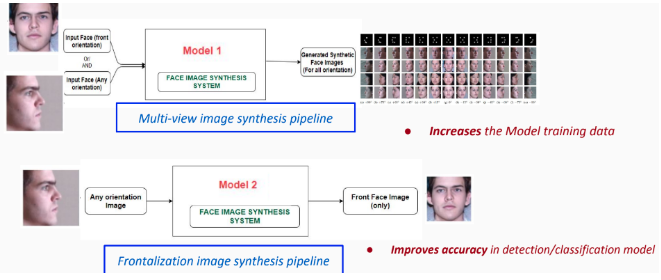 Input Face (front
orientation)
Or/
AND
Input Face (Any
orientation)
Model 1
FACE IMAGE SYNTHESIS
SYSTEM
Generated Synthetic
Face Images
(For all orientation)
Multi-view image synthesis pipeline
• Increases the Model training data
Any orientation
Image
Model 2
FACE IMAGE SYNTHESIS
SYSTEM
Front Face Image
(only)
Frontalization image synthesis pipeline
• Improves accuracy in detection/classification model